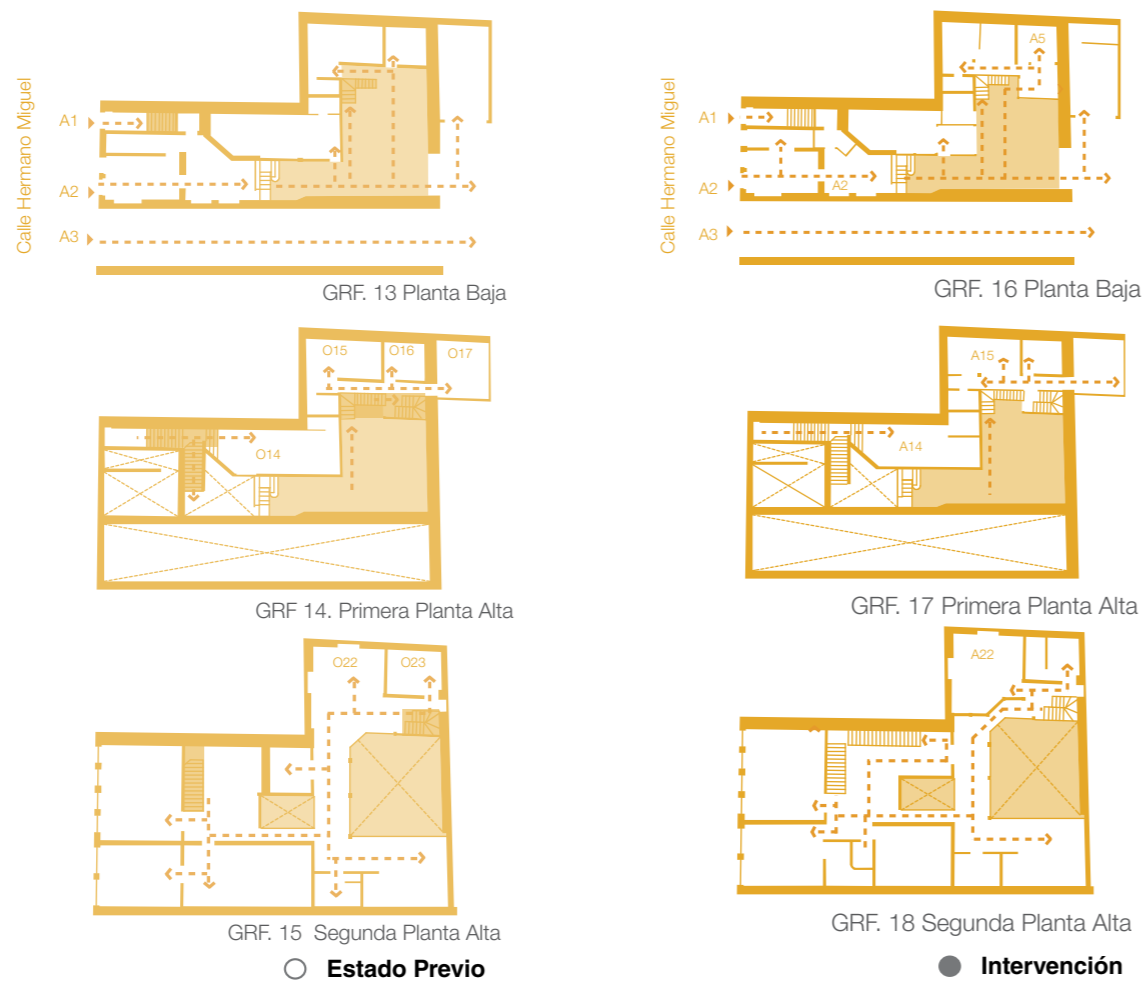 Calle Hermano Miguel
A1
A2
A3
GRF. 13 Planta Baja
O15
O16
O17
O14
GRF 14. Primera Planta Alta
O22
O23
GRF. 15 Segunda Planta Alta
Estado Previo
Calle Hermano Miguel
A5
A1
A2
A2
A3
GRF. 16 Planta Baja
A15
A14
GRF. 17 Primera Planta Alta
A22
GRF. 18 Segunda Planta Alta
Intervención